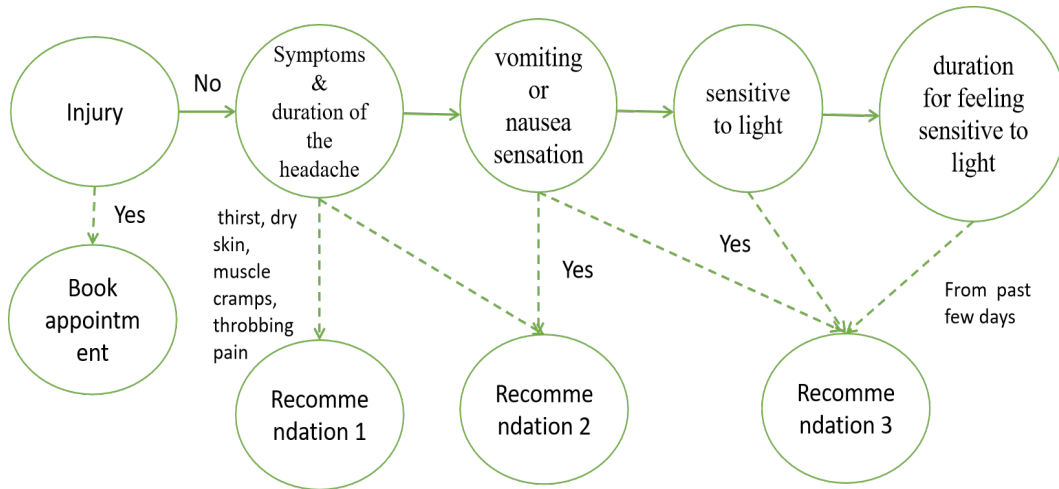 Injury
No
Symptoms
&
duration of
the
headache
vomiting
or
nausea
sensation
sensitive
to light
duration
for feeling
sensitive to
light
Yes
thirst, dry
skin,
muscle
cramps,
throbbing
pain
Yes
Yes
From past
few days
Book
appointm
ent
Recomme
ndation 1
Recomme
ndation 2
Recomme
ndation 3